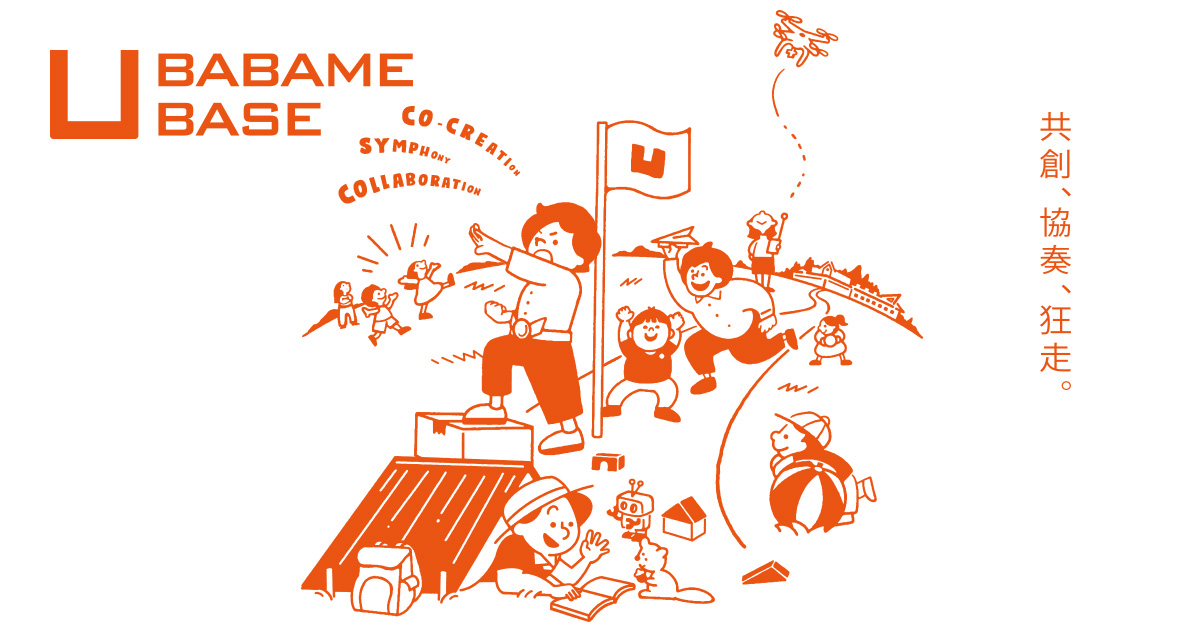 BABAME
BASE
CO-CREATION
SYMPHONY
COLLABORATION
共創、協奏、狂走。